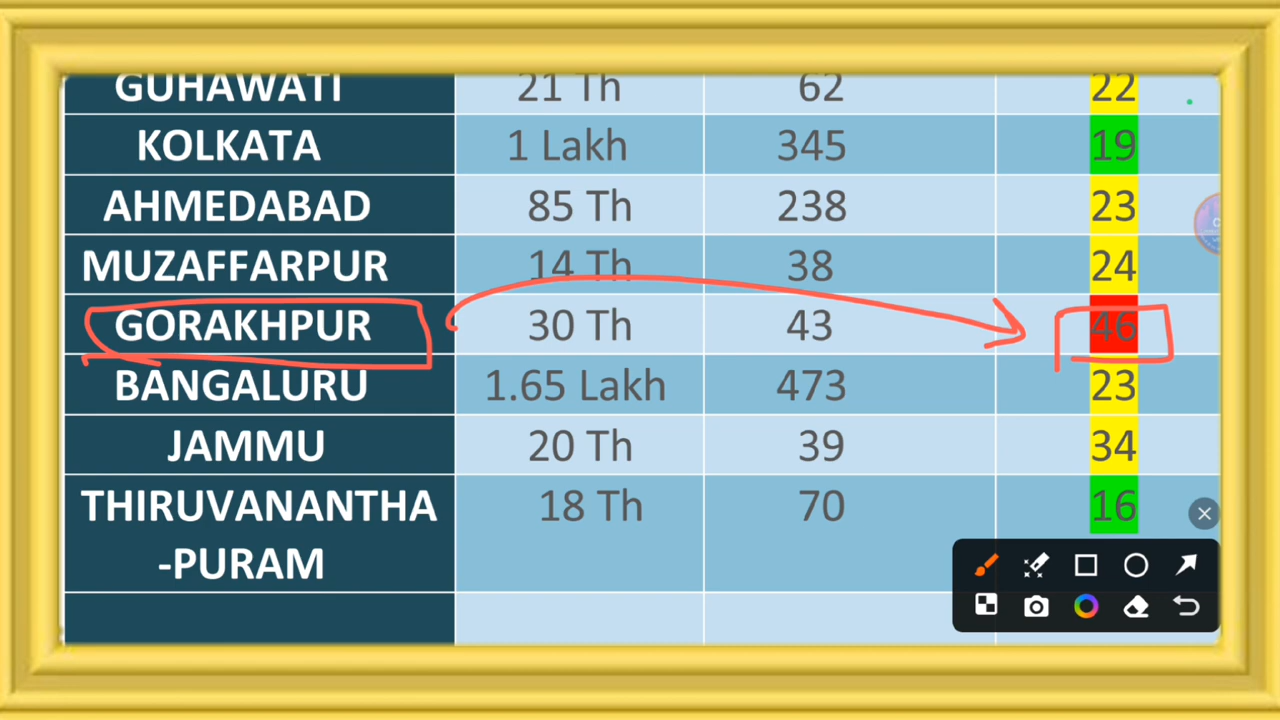 GUHAWATI 21 Th 62 22
KOLKATA 1 Lakh 345 19
AHMEDABAD 85 Th 238 23
MUZAFFARPUR 14 Th 38 24
GORAKHPUR 30 Th 43 46
BANGALURU 1.65 Lakh 473 23
JAMMU 20 Th 39 34
THIRUVANANTHA 18 Th 70 16
-PURAM